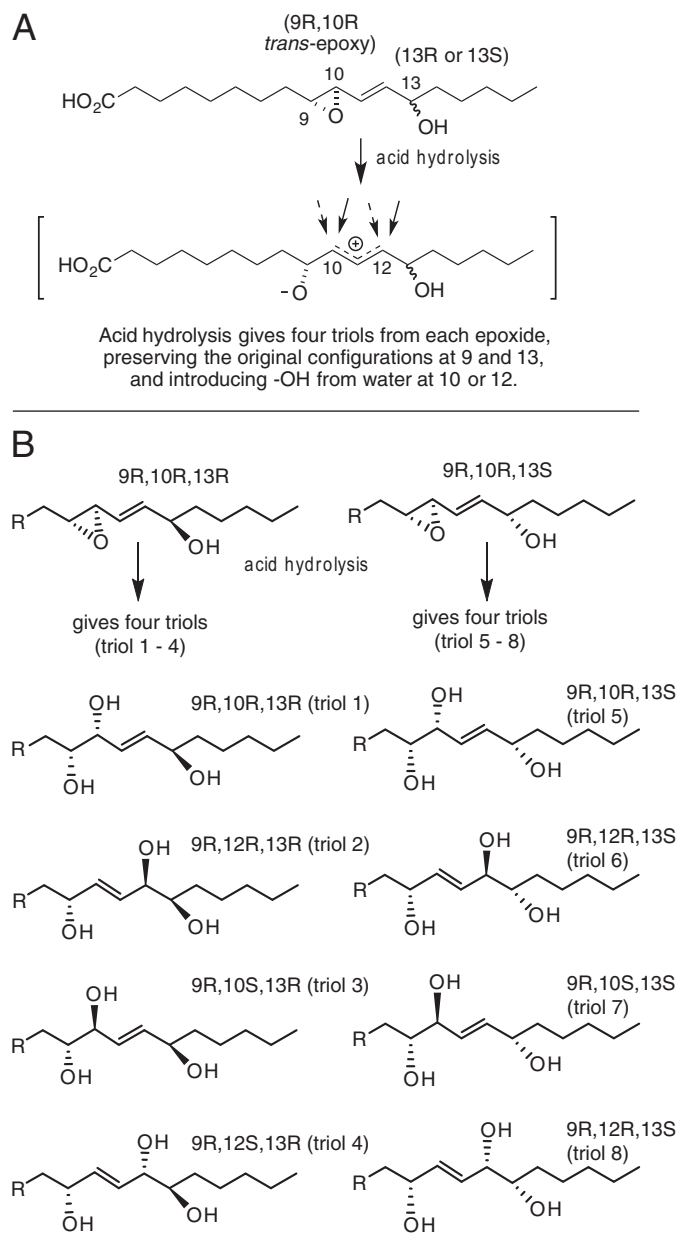 A
(9R,10R
trans-epoxy)
(13R or 13S)
10
13
HO2C
9
O
OH
acid hydrolysis
+
HO2C
10
12
-O
OH
Acid hydrolysis gives four triols from each epoxide,
preserving the original configurations at 9 and 13,
and introducing -OH from water at 10 or 12.
B
9R,10R,13R
9R,10R,13S
R
O
OH
R
O
OH
acid hydrolysis
gives four triols
(triol 1 - 4)
gives four triols
(triol 5 - 8)
OH
9R,10R,13R (triol 1)
R
OH
OH
OH
9R,10R,13S
(triol 5)
R
OH
OH
OH
9R,12R,13R (triol 2)
R
OH
OH
OH
9R,12R,13S
(triol 6)
R
OH
OH
OH
9R,10S,13R (triol 3)
R
OH
OH
OH
9R,10S,13S
(triol 7)
R
OH
OH
OH
9R,12S,13R (triol 4)
R
OH
OH
OH
9R,12R,13S
(triol 8)
R
OH
OH